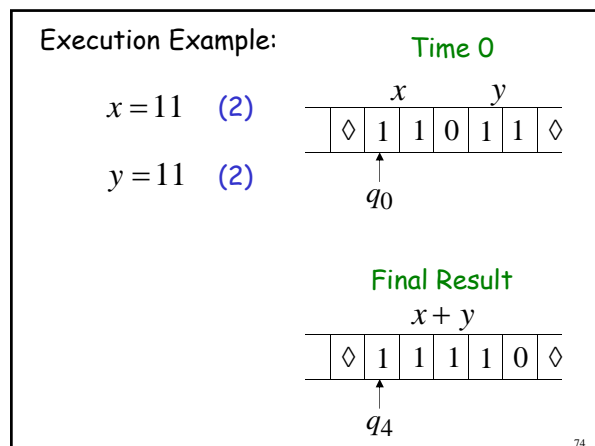 Execution Example:
x = 11 (2)
y = 11 (2)
Time 0
x y
◊ 1 1 0 1 1 ◊
q0
Final Result
x + y
◊ 1 1 1 1 0 ◊
q4
74